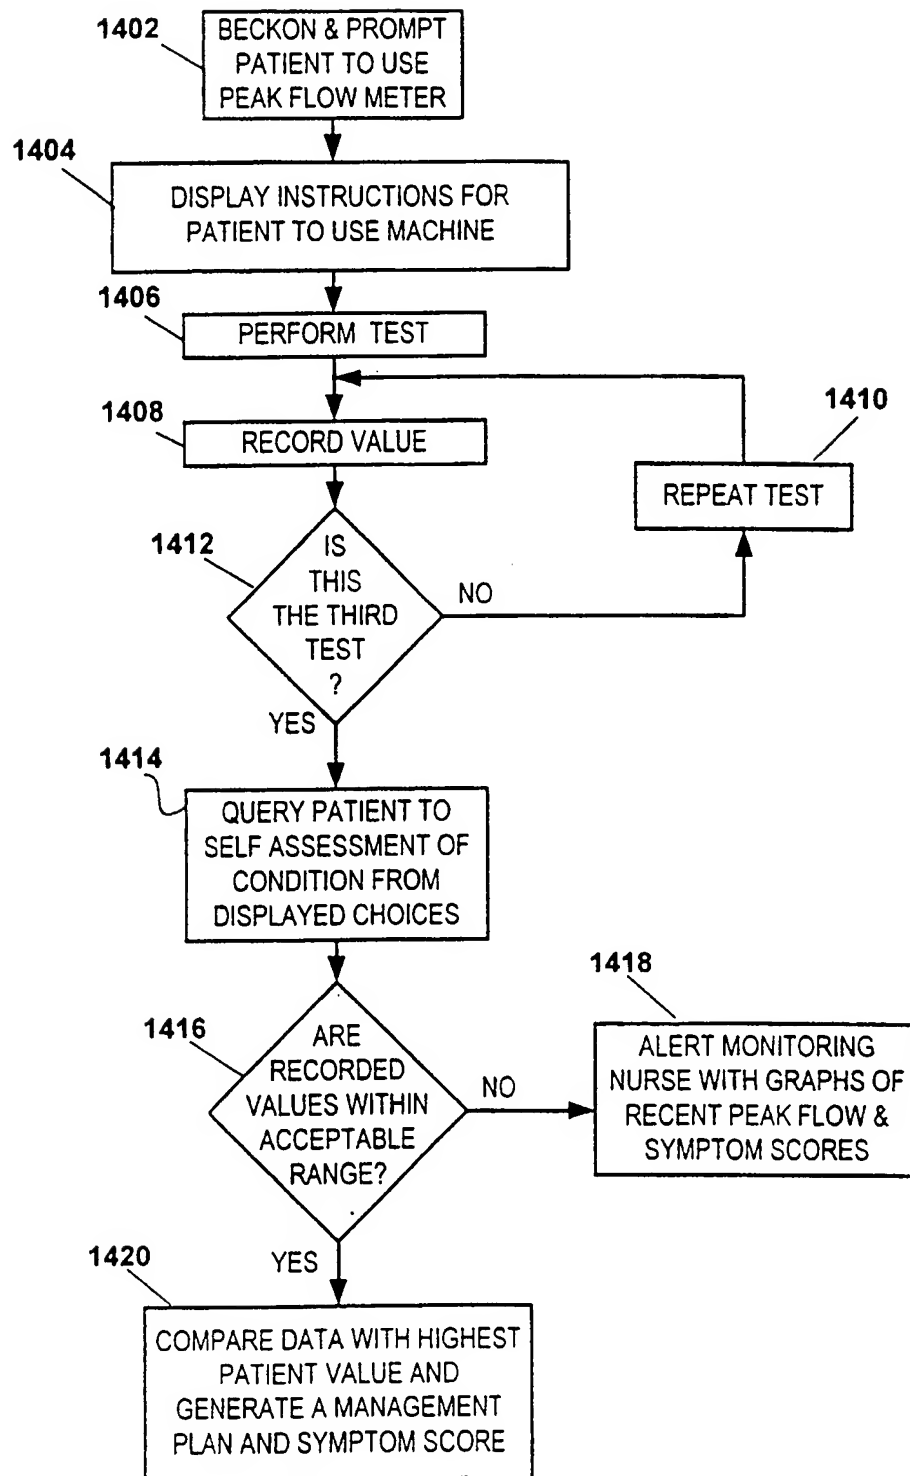 1402
BECKON & PROMPT
PATIENT TO USE
PEAK FLOW METER
1404
DISPLAY INSTRUCTIONS FOR
PATIENT TO USE MACHINE
1406
PERFORM TEST
1408
RECORD VALUE
1410
REPEAT TEST
1412
IS
THIS
THE THIRD
TEST
?
NO
YES
1414
QUERY PATIENT TO
SELF ASSESSMENT OF
CONDITION FROM
DISPLAYED CHOICES
1416
ARE
RECORDED
VALUES WITHIN
ACCEPTABLE
RANGE?
NO
1418
ALERT MONITORING
NURSE WITH GRAPHS OF
RECENT PEAK FLOW &
SYMPTOM SCORES
YES
1420
COMPARE DATA WITH HIGHEST
PATIENT VALUE AND
GENERATE A MANAGEMENT
PLAN AND SYMPTOM SCORE